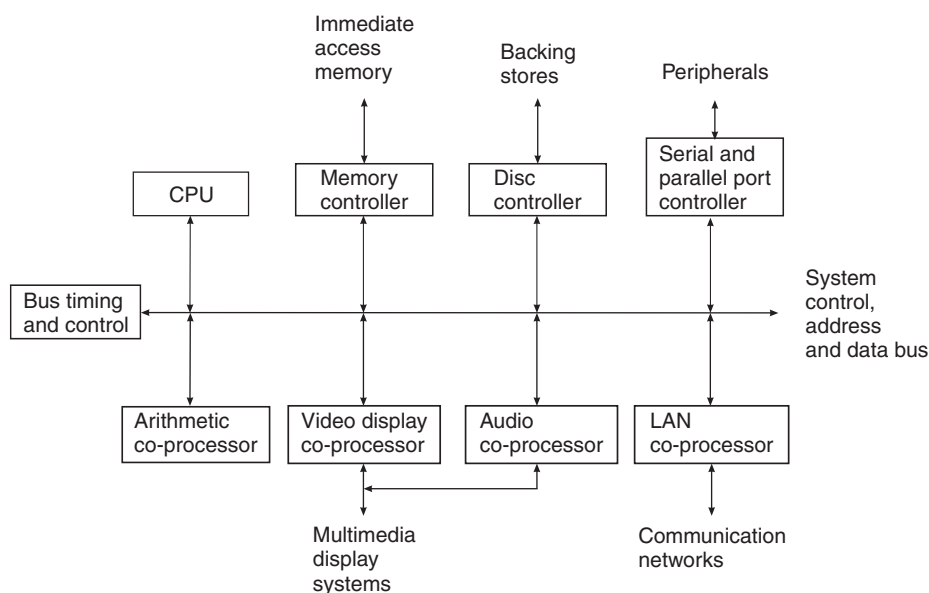 Immediate
access
memory
Backing
stores
Peripherals
CPU
Memory
controller
Disc
controller
Serial and
parallel port
controller
Bus timing
and control
System
control,
address
and data bus
Arithmetic
co-processor
Video display
co-processor
Audio
co-processor
LAN
co-processor
Multimedia
display
systems
Communication
networks